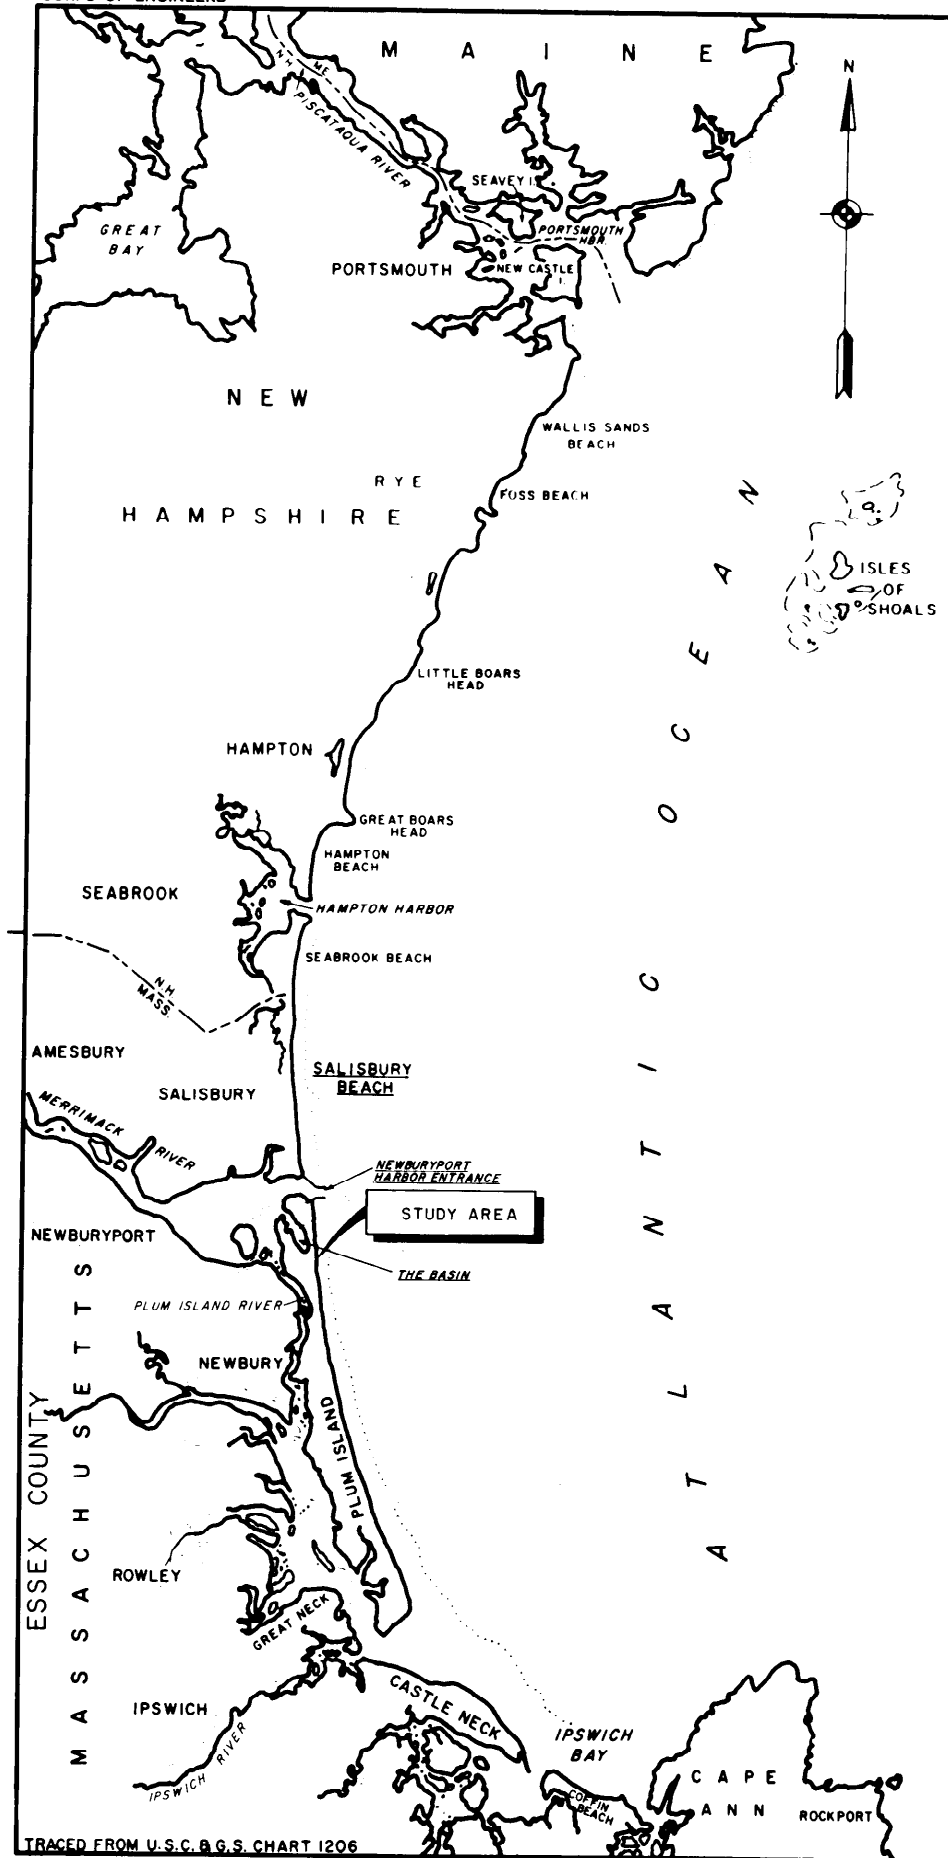 CORPS OF ENGINEERS
M A I N E
N
N.H.
ME.
PISCATAQUA RIVER
SEAVEY I.
GREAT
BAY
PORTSMOUTH
HBR.
PORTSMOUTH
NEW CASTLE
I.
NEW
WALLIS SANDS
BEACH
RYE
FOSS BEACH
HAMPSHIRE
ISLES
OF
SHOALS
LITTLE BOARS
HEAD
HAMPTON
GREAT BOARS
HEAD
HAMPTON
BEACH
SEABROOK
HAMPTON HARBOR
SEABROOK BEACH
N.H.
MASS.
AMESBURY
SALISBURY
BEACH
SALISBURY
MERRIMACK
RIVER
NEWBURYPORT
HARBOR ENTRANCE
STUDY AREA
NEWBURYPORT
THE BASIN
PLUM ISLAND RIVER
NEWBURY
PLUM ISLAND
ATLANTIC OCEAN
ESSEX COUNTY
MASSACHUSETTS
ROWLEY
GREAT NECK
IPSWICH
IPSWICH RIVER
CASTLE NECK
IPSWICH
BAY
COFFIN
BEACH
CAPE
ANN
ROCKPORT
TRACED FROM U.S.C.&G.S. CHART 1206